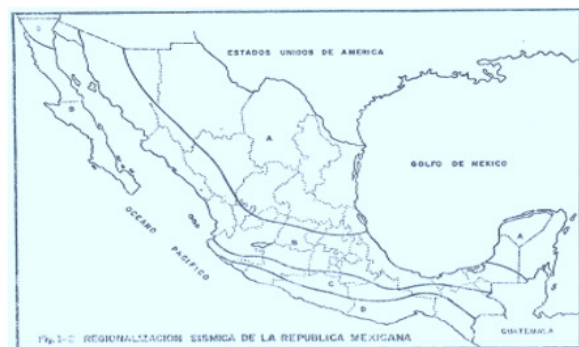 ESTADOS UNIDOS DE AMERICA
B
A
GOLFO DE MEXICO
OCEANO PACIFICO
A
B
C
D
GUATEMALA
REGIONALIZACION SISMICA DE LA REPUBLICA MEXICANA